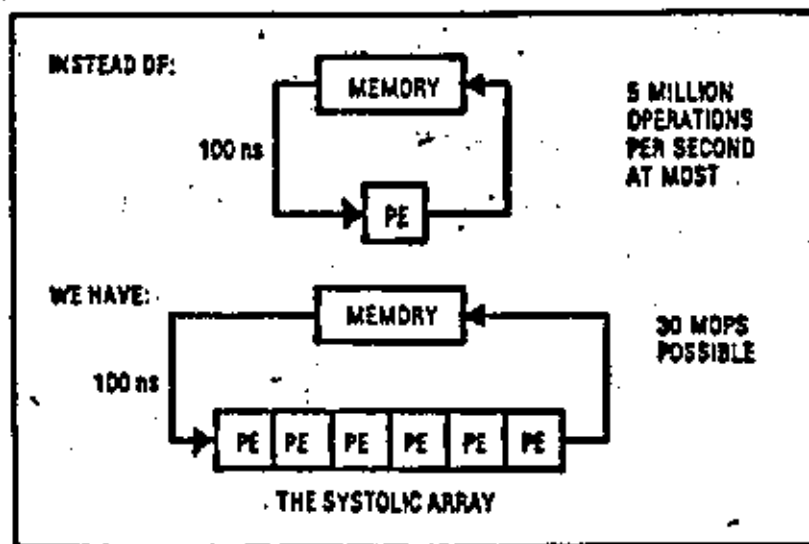 INSTEAD OF:
MEMORY
100 ns
PE
5 MILLION
OPERATIONS
PER SECOND
AT MOST
WE HAVE:
MEMORY
100 ns
30 MOPS
POSSIBLE
PE PE PE PE PE PE
THE SYSTOLIC ARRAY